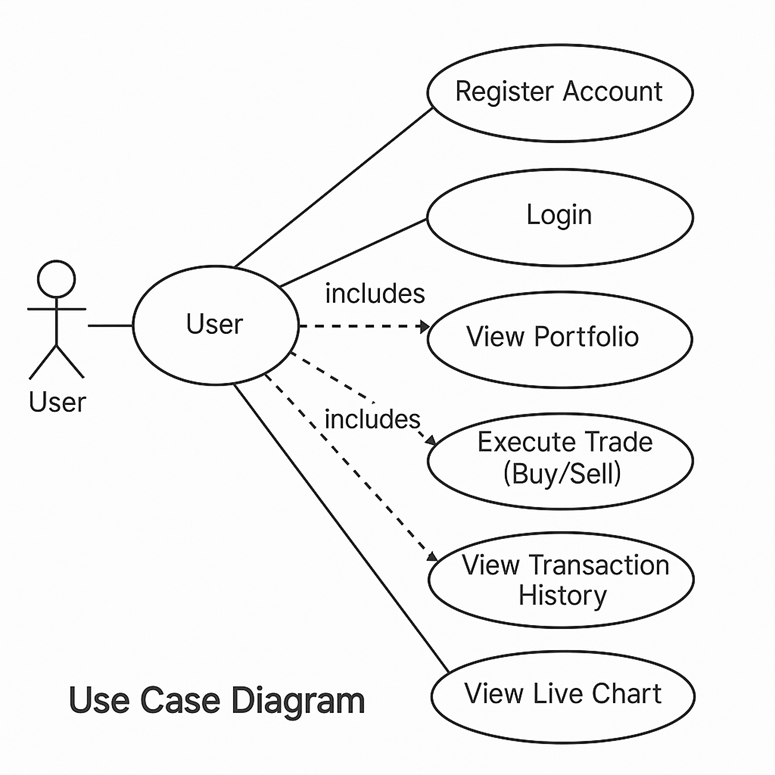 Register Account
Login
includes
User
View Portfolio
User
includes
Execute Trade
(Buy/Sell)
View Transaction
History
View Live Chart
Use Case Diagram